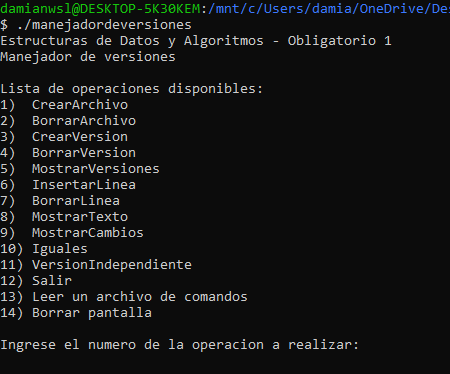 damianwsl@DESKTOP-5K30KEM:/mnt/c/Users/damia/OneDrive/Des
$ ./manejadordeversiones
Estructuras de Datos y Algoritmos - Obligatorio 1
Manejador de versiones
Lista de operaciones disponibles:
1)  CrearArchivo
2)  BorrarArchivo
3)  CrearVersion
4)  BorrarVersion
5)  MostrarVersiones
6)  InsertarLinea
7)  BorrarLinea
8)  MostrarTexto
9)  MostrarCambios
10) Iguales
11) VersionIndependiente
12) Salir
13) Leer un archivo de comandos
14) Borrar pantalla
Ingrese el numero de la operacion a realizar: